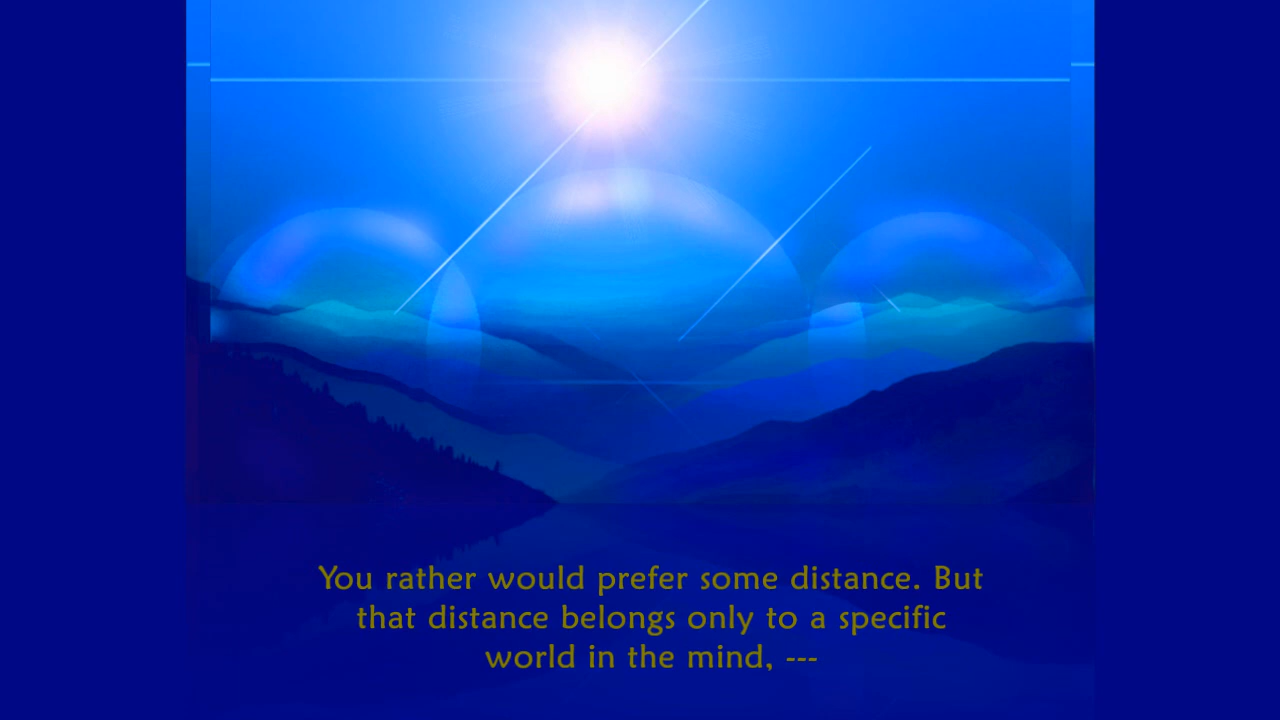 You rather would prefer some distance. But
that distance belongs only to a specific
world in the mind, ---